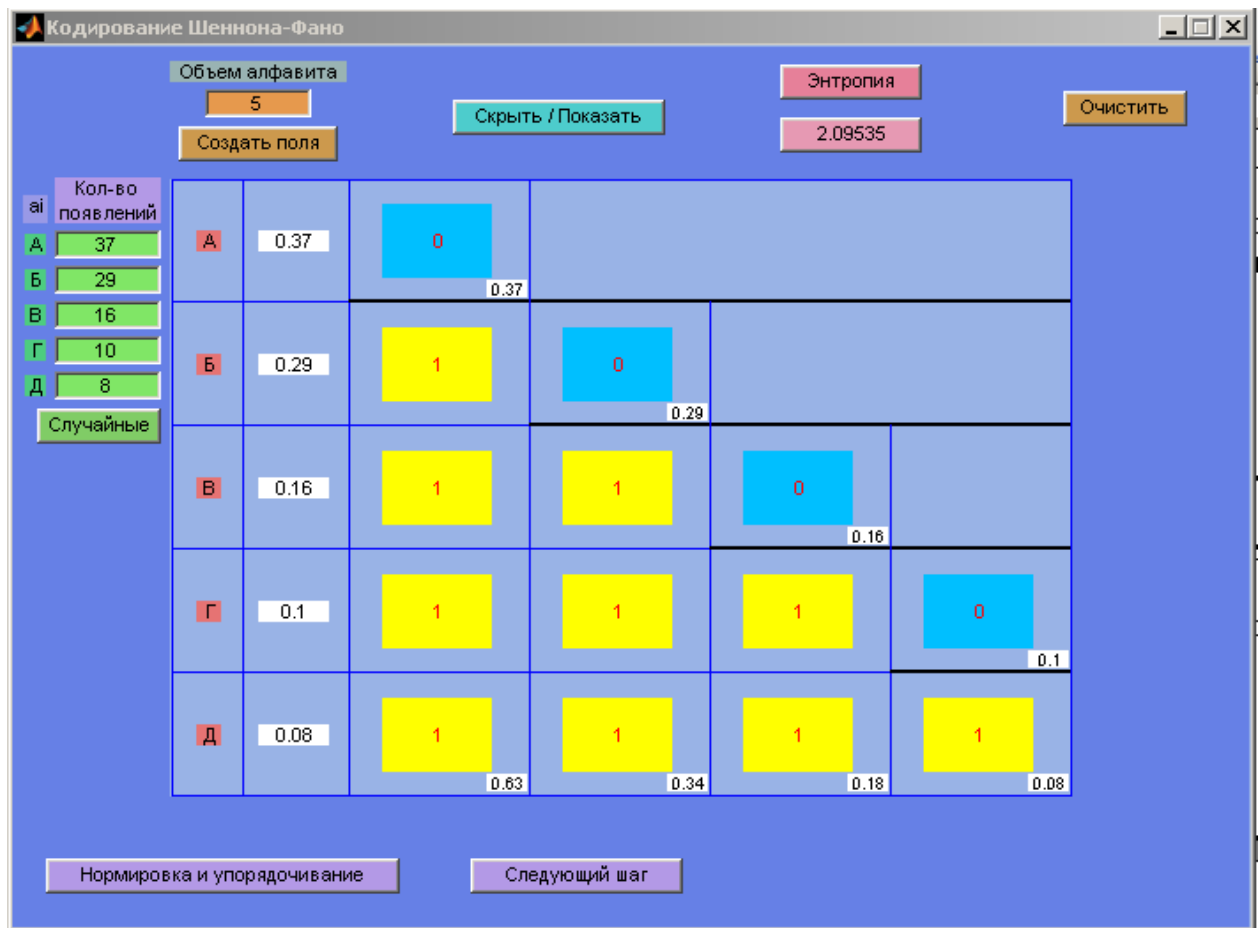 Кодирование Шеннона-Фано
Объем алфавита
5
Создать поля
Скрыть / Показать
Энтропия
2.09535
Очистить
ai
Кол-во
появлений
А 37
Б 29
В 16
Г 10
Д 8
Случайные
А 0.37 0
0.37
Б 0.29 1 0
0.29
В 0.16 1 1 0
0.16
Г 0.1 1 1 1 0
0.1
Д 0.08 1 1 1 1
0.63 0.34 0.18 0.08
Нормировка и упорядочивание
Следующий шаг